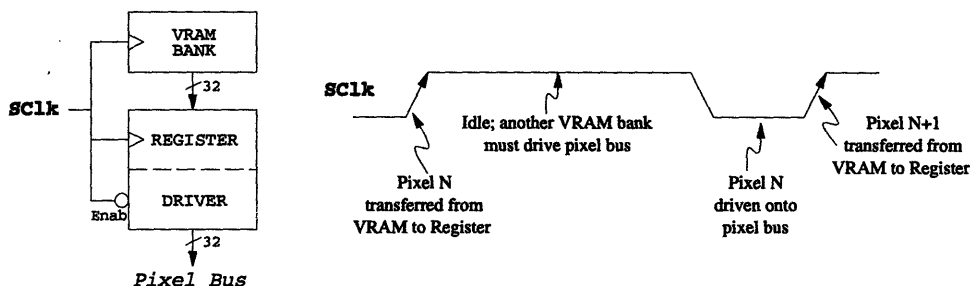 VRAM
BANK
32
SClk
REGISTER
Enab
DRIVER
32
Pixel Bus
SClk
Idle; another VRAM bank
must drive pixel bus
Pixel N
transferred from
VRAM to Register
Pixel N
driven onto
pixel bus
Pixel N+1
transferred from
VRAM to Register